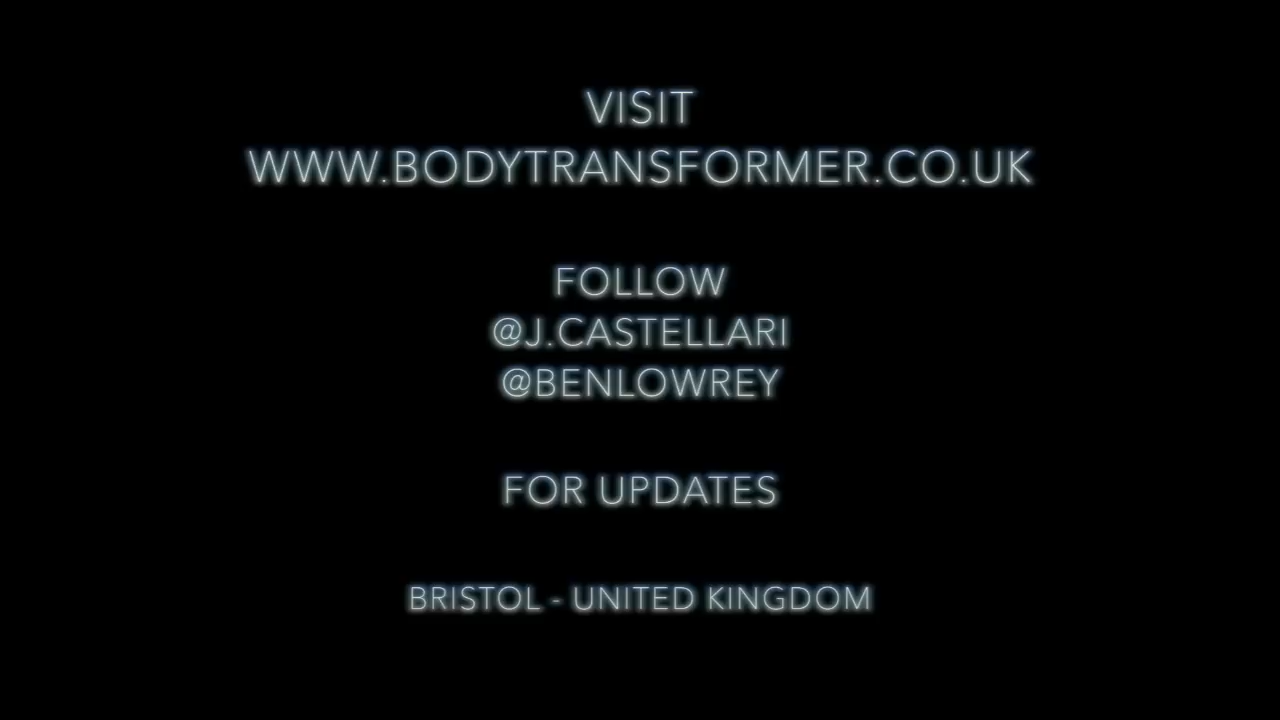 VISIT
WWW.BODYTRANSFORMER.CO.UK
FOLLOW
@J.CASTELLARI
@BENLOWREY
FOR UPDATES
BRISTOL - UNITED KINGDOM